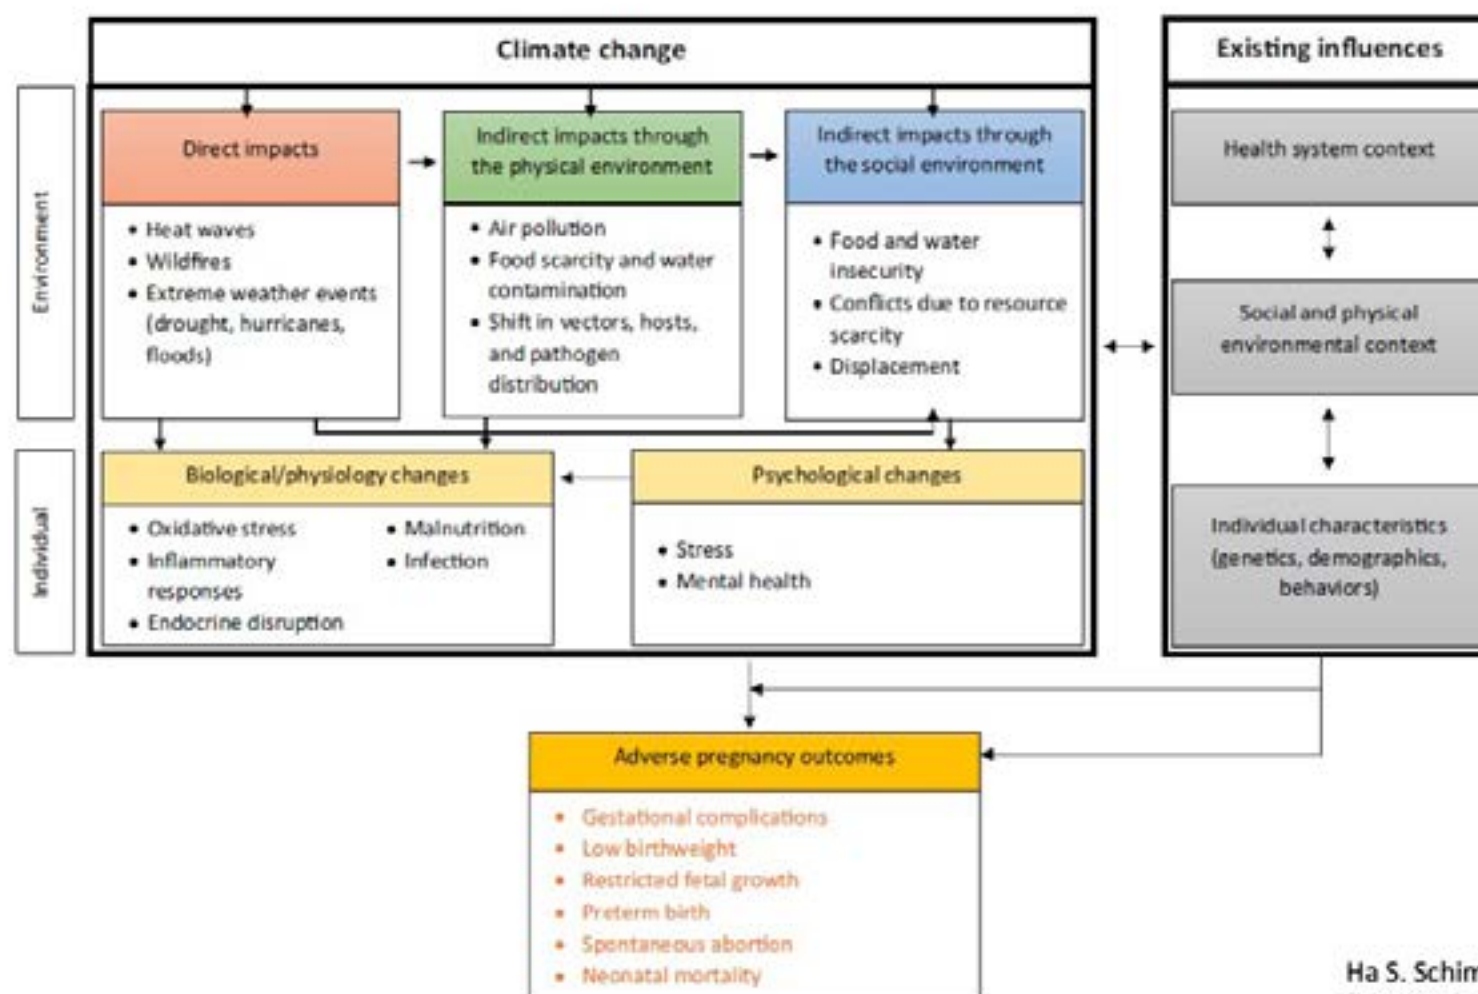 Climate change
Existing influences
Environment
Direct impacts
• Heat waves
• Wildfires
• Extreme weather events
(drought, hurricanes,
floods)
Indirect impacts through
the physical environment
• Air pollution
• Food scarcity and water
contamination
• Shift in vectors, hosts,
and pathogen
distribution
Indirect impacts through
the social environment
• Food and water
insecurity
• Conflicts due to resource
scarcity
• Displacement
Health system context
Social and physical
environmental context
Individual characteristics
(genetics, demographics,
behaviors)
Individual
Biological/physiology changes
• Oxidative stress
• Inflammatory
responses
• Endocrine disruption
• Malnutrition
• Infection
Psychological changes
• Stress
• Mental health
Adverse pregnancy outcomes
• Gestational complications
• Low birthweight
• Restricted fetal growth
• Preterm birth
• Spontaneous abortion
• Neonatal mortality
Ha S. Schim